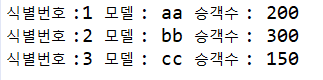 식별번호 :1 모델 : aa 승객수 : 200
식별번호 :2 모델 : bb 승객수 : 300
식별번호 :3 모델 : cc 승객수 : 150